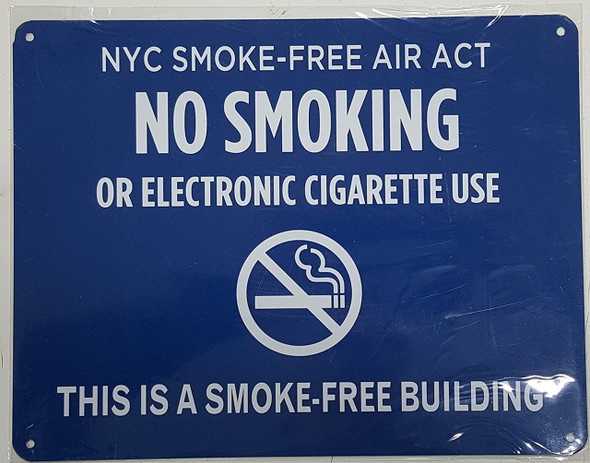 NYC SMOKE-FREE AIR ACT
NO SMOKING
OR ELECTRONIC CIGARETTE USE
THIS IS A SMOKE-FREE BUILDING